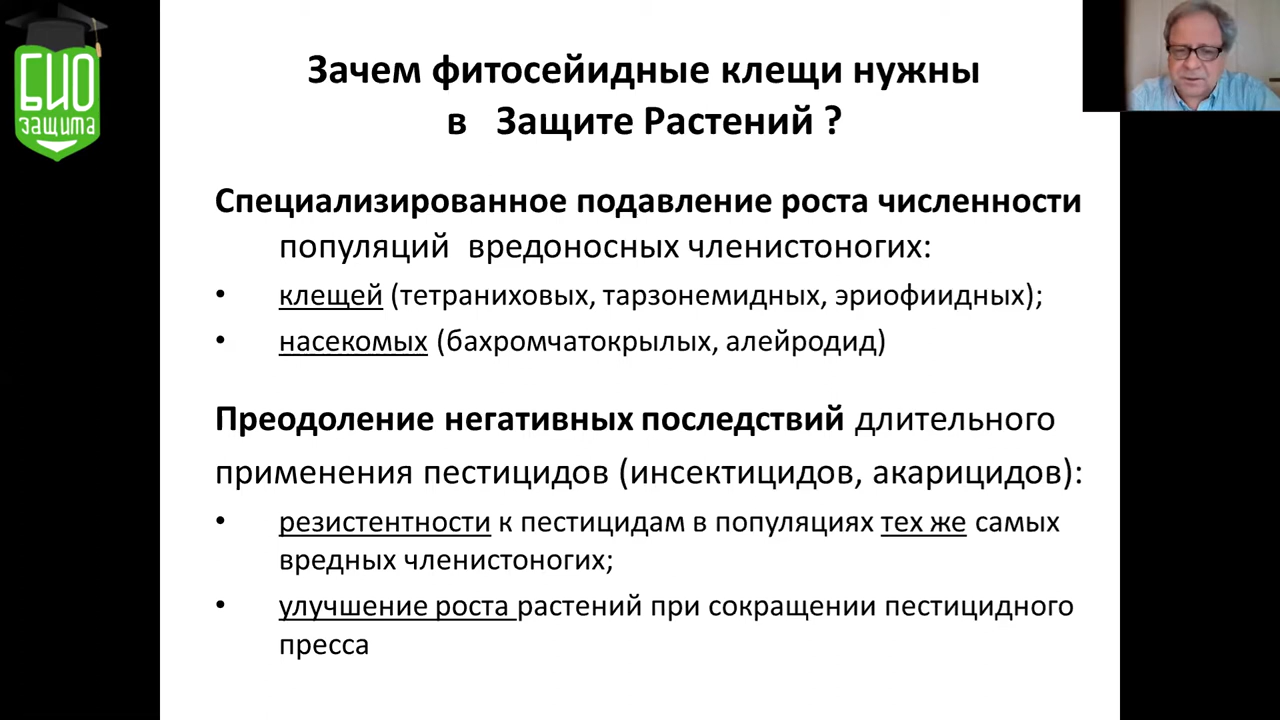 БИО
защита
Зачем фитосейидные клещи нужны
в Защите Растений ?
Специализированное подавление роста численности
популяций вредоносных членистоногих:
• клещей (тетраниховых, тарзонемидных, эриофиидных);
• насекомых (бахромчатокрылых, алейродид)
Преодоление негативных последствий длительного
применения пестицидов (инсектицидов, акарицидов):
• резистентности к пестицидам в популяциях тех же самых
вредных членистоногих;
• улучшение роста растений при сокращении пестицидного
пресса